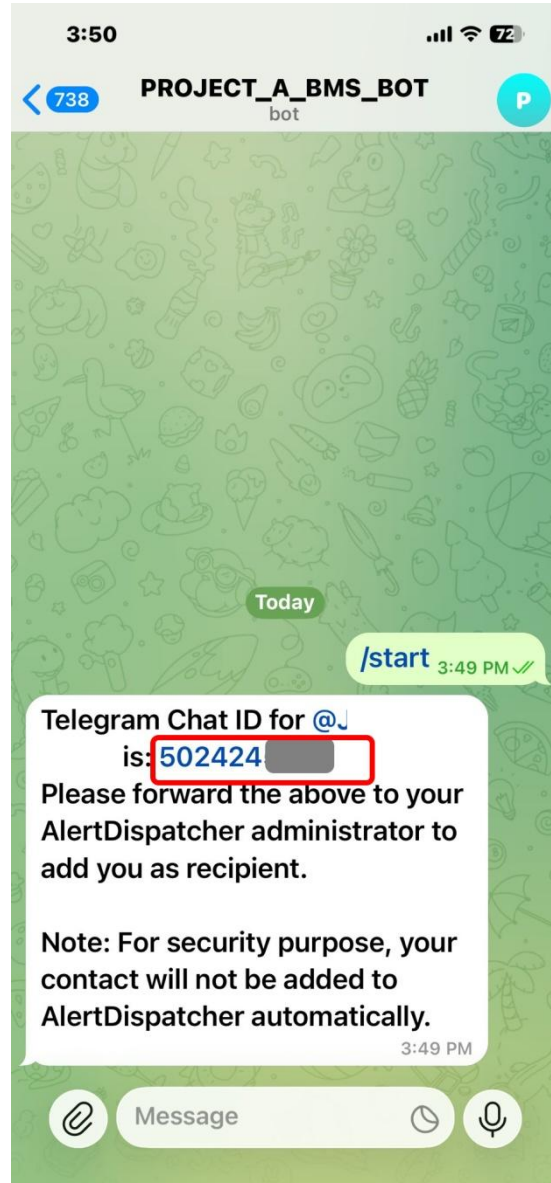 3:50
72
738
PROJECT_A_BMS_BOT
bot
P
Today
/start 3:49 PM
Telegram Chat ID for @J
is: 502424
Please forward the above to your
AlertDispatcher administrator to
add you as recipient.
Note: For security purpose, your
contact will not be added to
AlertDispatcher automatically.
3:49 PM
Message